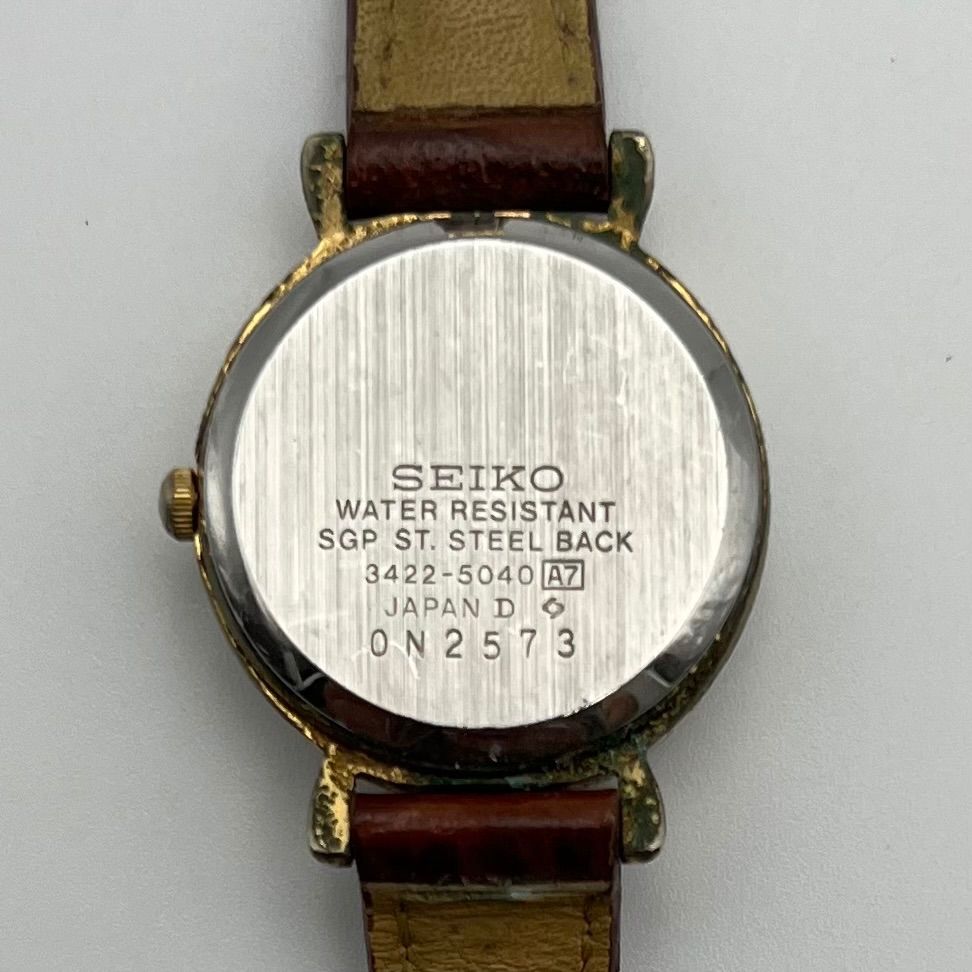 SEIKO
WATER RESISTANT
SGP ST. STEEL BACK
3422-5040 A7
JAPAN D
0N2573